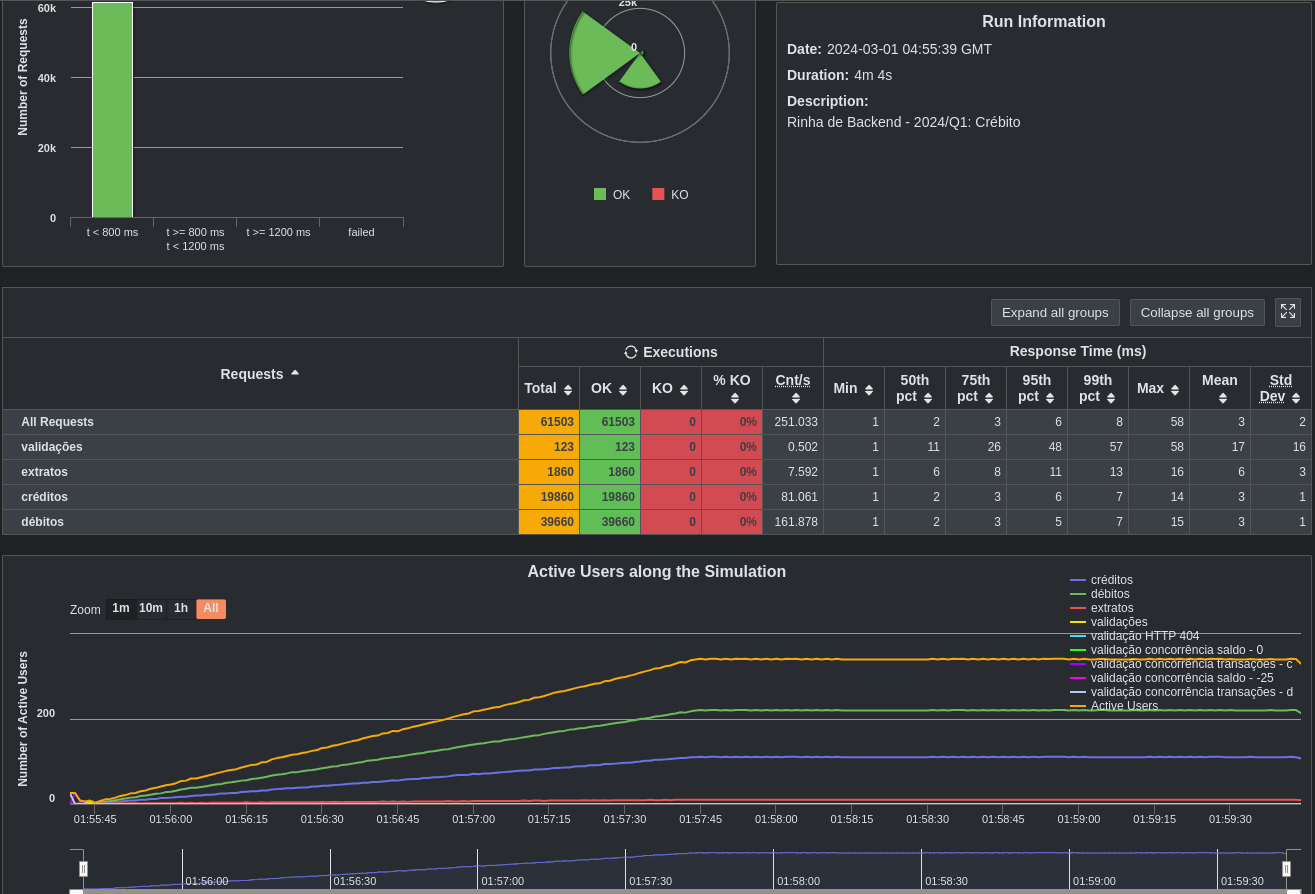 60k
40k
20k
0
Number of Requests
t < 800 ms
t >= 800 ms
t < 1200 ms
t >= 1200 ms
failed
25k
0
OK
KO
Run Information
Date: 2024-03-01 04:55:39 GMT
Duration: 4m 4s
Description:
Rinha de Backend - 2024/Q1: Crébito
Expand all groups
Collapse all groups
Requests
Executions
Response Time (ms)
Total OK KO % KO Cnt/s Min 50th pct 75th pct 95th pct 99th pct Max Mean Std Dev
All Requests 61503 61503 0 0% 251.033 1 2 3 6 8 58 3 2
validações 123 123 0 0% 0.502 1 11 26 48 57 58 17 16
extratos 1860 1860 0 0% 7.592 1 6 8 11 13 16 6 3
créditos 19860 19860 0 0% 81.061 1 2 3 6 7 14 3 1
débitos 39660 39660 0 0% 161.878 1 2 3 5 7 15 3 1
Active Users along the Simulation
Zoom 1m 10m 1h All
créditos
débitos
extratos
validações
validação HTTP 404
validação concorrência saldo - 0
validação concorrência transações - c
validação concorrência saldo - -25
validação concorrência transações - d
Active Users
Number of Active Users
200
0
01:55:45 01:56:00 01:56:15 01:56:30 01:56:45 01:57:00 01:57:15 01:57:30 01:57:45 01:58:00 01:58:15 01:58:30 01:58:45 01:59:00 01:59:15 01:59:30
01:56:00 01:56:30 01:57:00 01:57:30 01:58:00 01:58:30 01:59:00 01:59:30